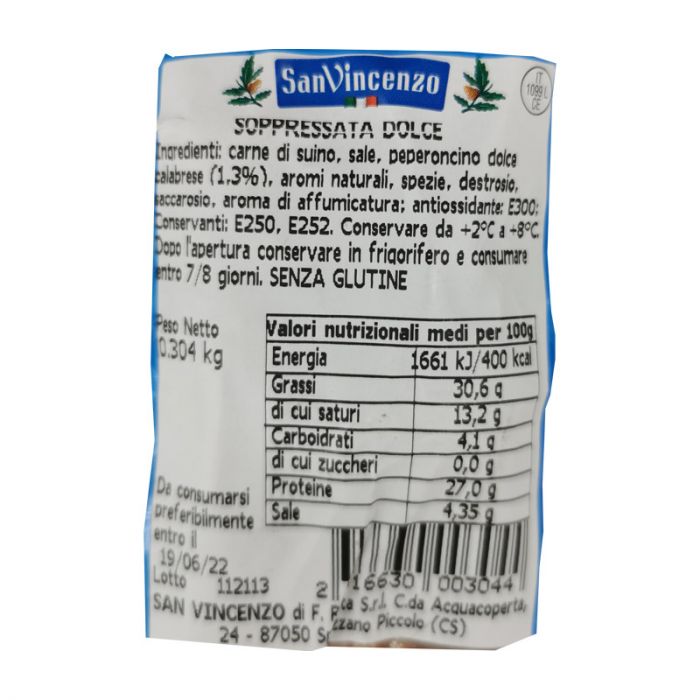 SanVincenzo
IT
1099 L
CE
SOPPRESSATA DOLCE
Ingredienti: carne di suino, sale, peperoncino dolce
calabrese (1,3%), aromi naturali, spezie, destrosio,
saccarosio, aroma di affumicatura; antiossidante: E300;
Conservanti: E250, E252. Conservare da +2°C a +8°C.
Dopo l'apertura conservare in frigorifero e consumare
entro 7/8 giorni. SENZA GLUTINE
Peso Netto
0.304 kg
Valori nutrizionali medi per 100g
Energia 1661 kJ/400 kcal
Grassi 30,6 g
di cui saturi 13,2 g
Carboidrati 4,1 g
di cui zuccheri 0,0 g
Proteine 27,0 g
Sale 4,35 g
Da consumarsi
preferibilmente
entro il
19/06/22
Lotto 112113
2 16630 003044
SAN VINCENZO di F. S.r.l. C.da Acquacoperta,
24 - 87050 Piccolo (CS)